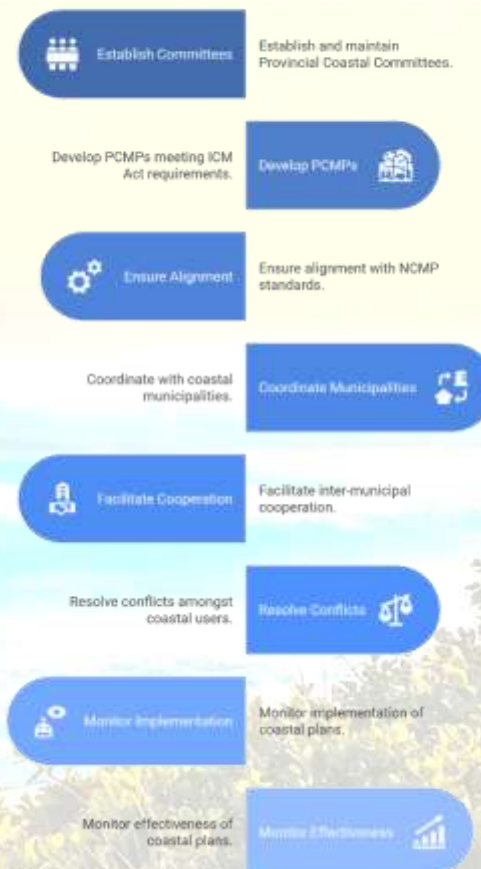 Establish Committees
Establish and maintain
Provincial Coastal Committees.
Develop PCMPs meeting ICM
Act requirements.
Develop PCMPs
Ensure Alignment
Ensure alignment with NCMP
standards.
Coordinate with coastal
municipalities.
Coordinate Municipalities
Facilitate Cooperation
Facilitate inter-municipal
cooperation.
Resolve conflicts amongst
coastal users.
Resolve Conflicts
Monitor Implementation
Monitor implementation of
coastal plans.
Monitor effectiveness of
coastal plans.
Monitor Effectiveness